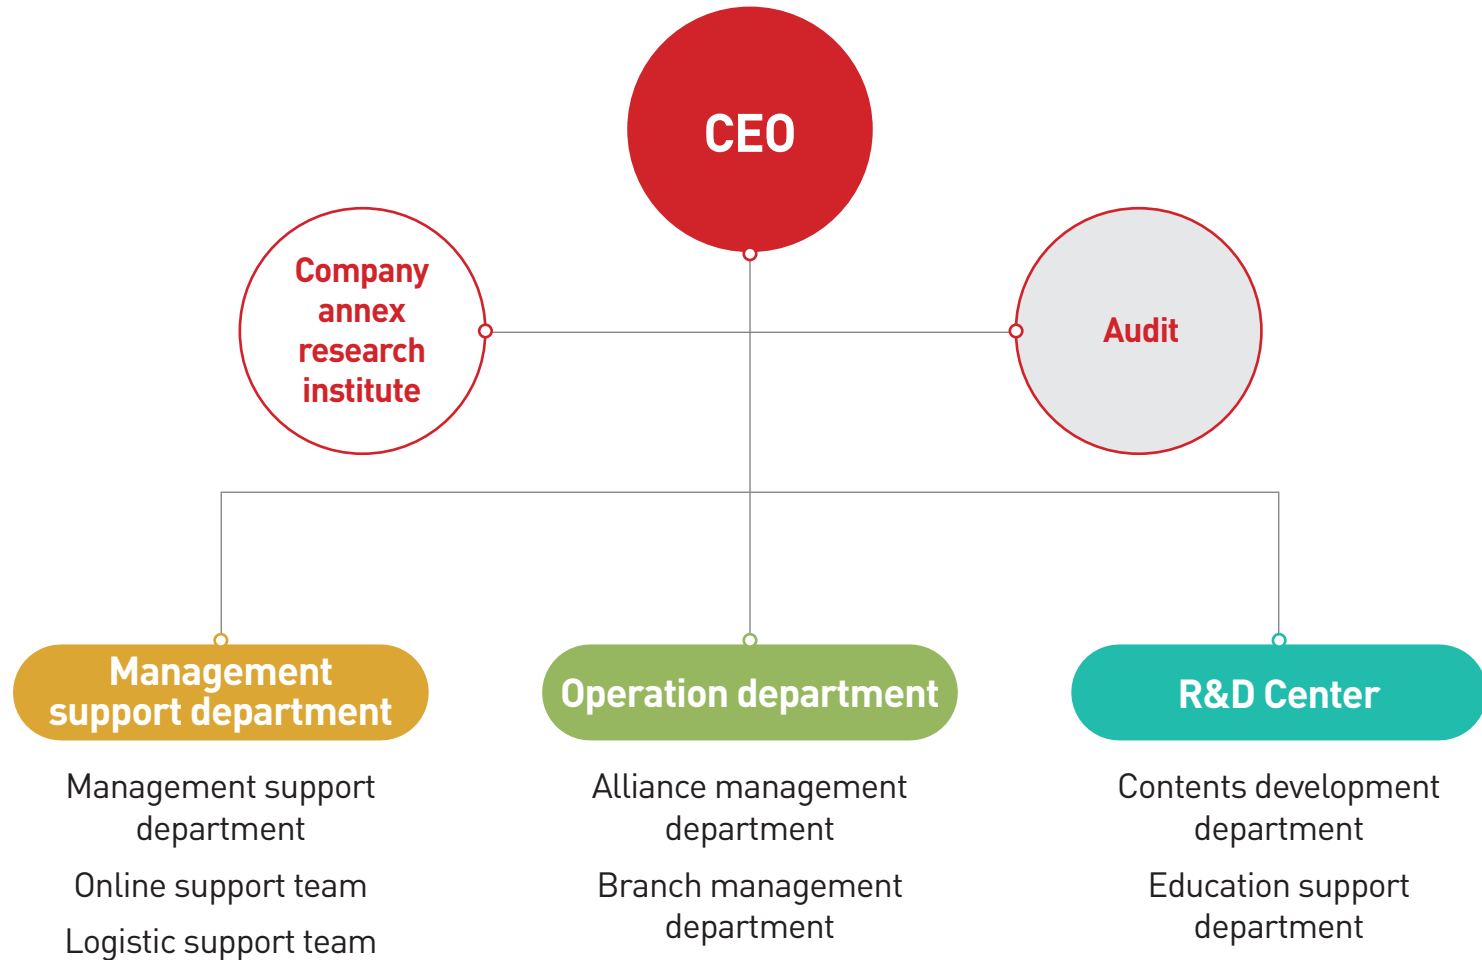 CEO
Company
annex
research
institute
Audit
Management
support department
Management support
department
Online support team
Logistic support team
Operation department
Alliance management
department
Branch management
department
R&D Center
Contents development
department
Education support
department